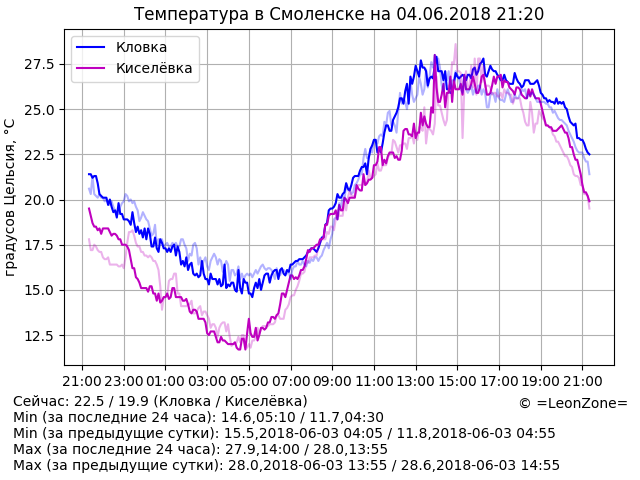 Температура в Смоленске на 04.06.2018 21:20
Кловка
Киселёвка
градусов Цельсия, °C
27.5
25.0
22.5
20.0
17.5
15.0
12.5
21:00 23:00 01:00 03:00 05:00 07:00 09:00 11:00 13:00 15:00 17:00 19:00 21:00
Сейчас: 22.5 / 19.9 (Кловка / Киселёвка)
© =LeonZone=
Min (за последние 24 часа): 14.6,05:10 / 11.7,04:30
Min (за предыдущие сутки): 15.5,2018-06-03 04:05 / 11.8,2018-06-03 04:55
Max (за последние 24 часа): 27.9,14:00 / 28.0,13:55
Max (за предыдущие сутки): 28.0,2018-06-03 13:55 / 28.6,2018-06-03 14:55